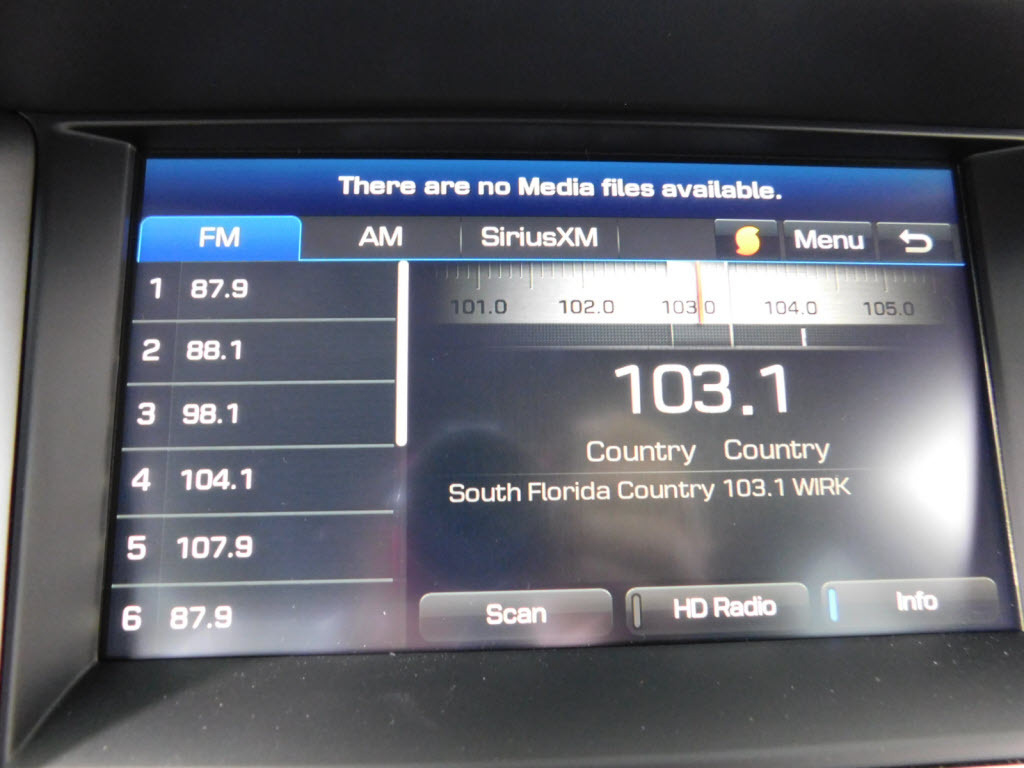 There are no Media files available.
FM AM SiriusXM Menu
1 87.9
2 88.1
3 98.1
4 104.1
5 107.9
6 87.9
101.0 102.0 103.0 104.0 105.0
103.1
Country Country
South Florida Country 103.1 WIRK
Scan HD Radio Info